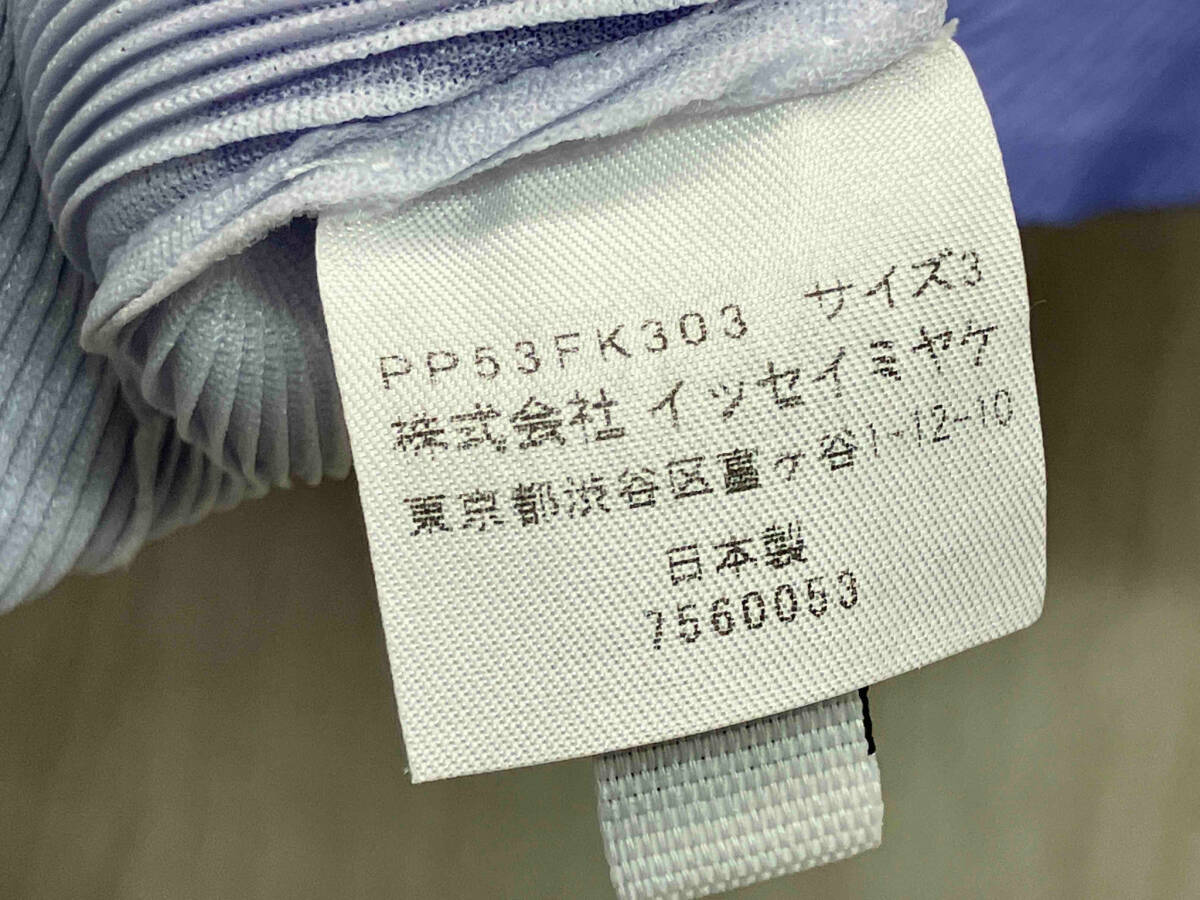 PP53FK303 サイズ3
株式会社 イッセイミヤケ
東京都渋谷区富ヶ谷1-12-10
日本製
7560053